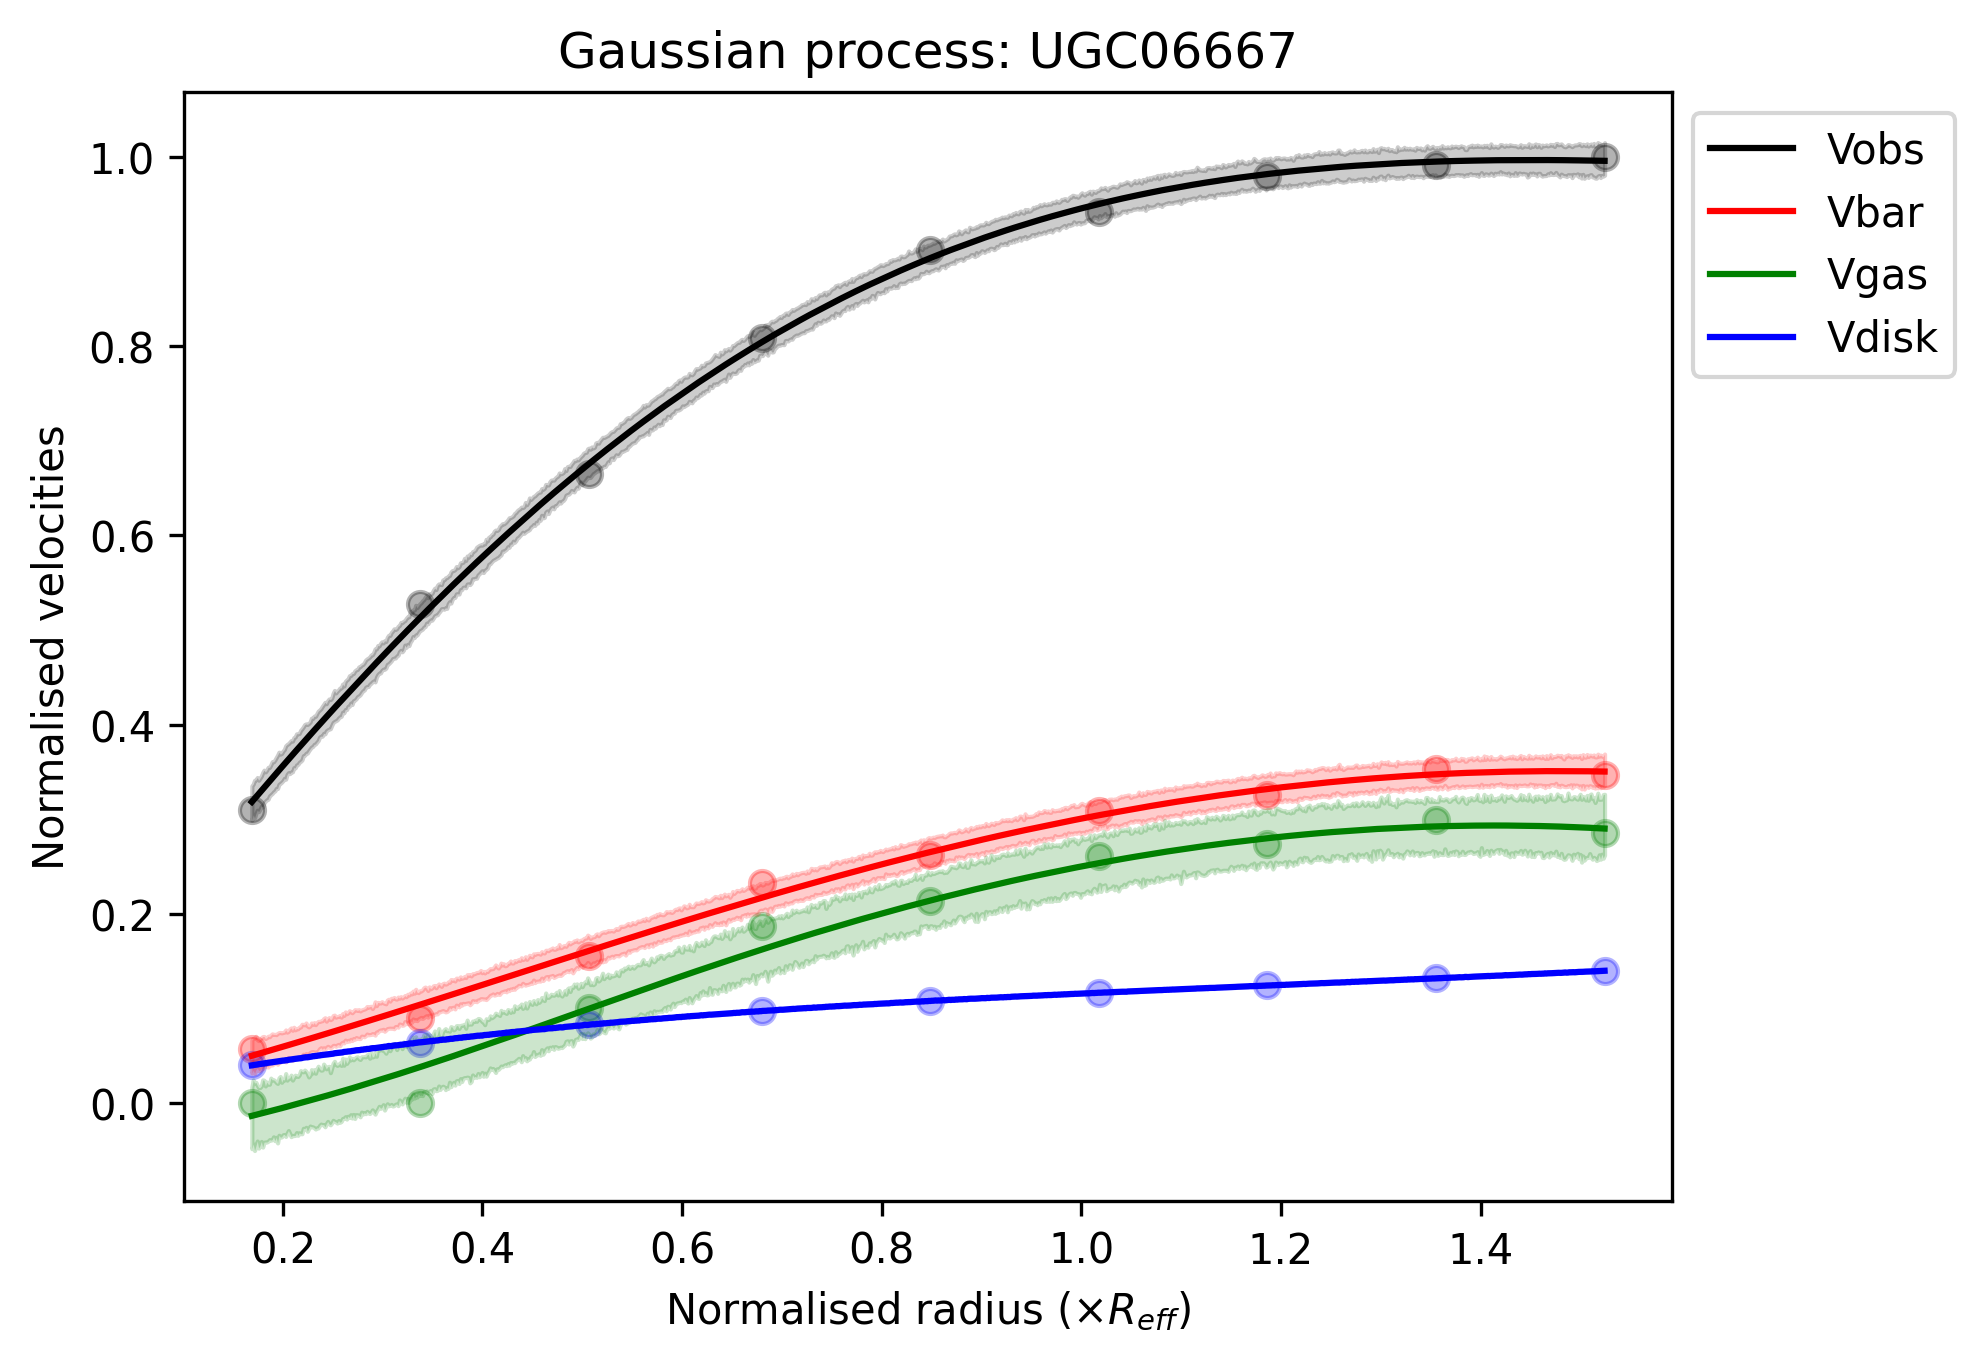 Gaussian process: UGC06667
Vobs
Vbar
Vgas
Vdisk
Normalised velocities
1.0
0.8
0.6
0.4
0.2
0.0
0.2 0.4 0.6 0.8 1.0 1.2 1.4
Normalised radius (×R_eff)